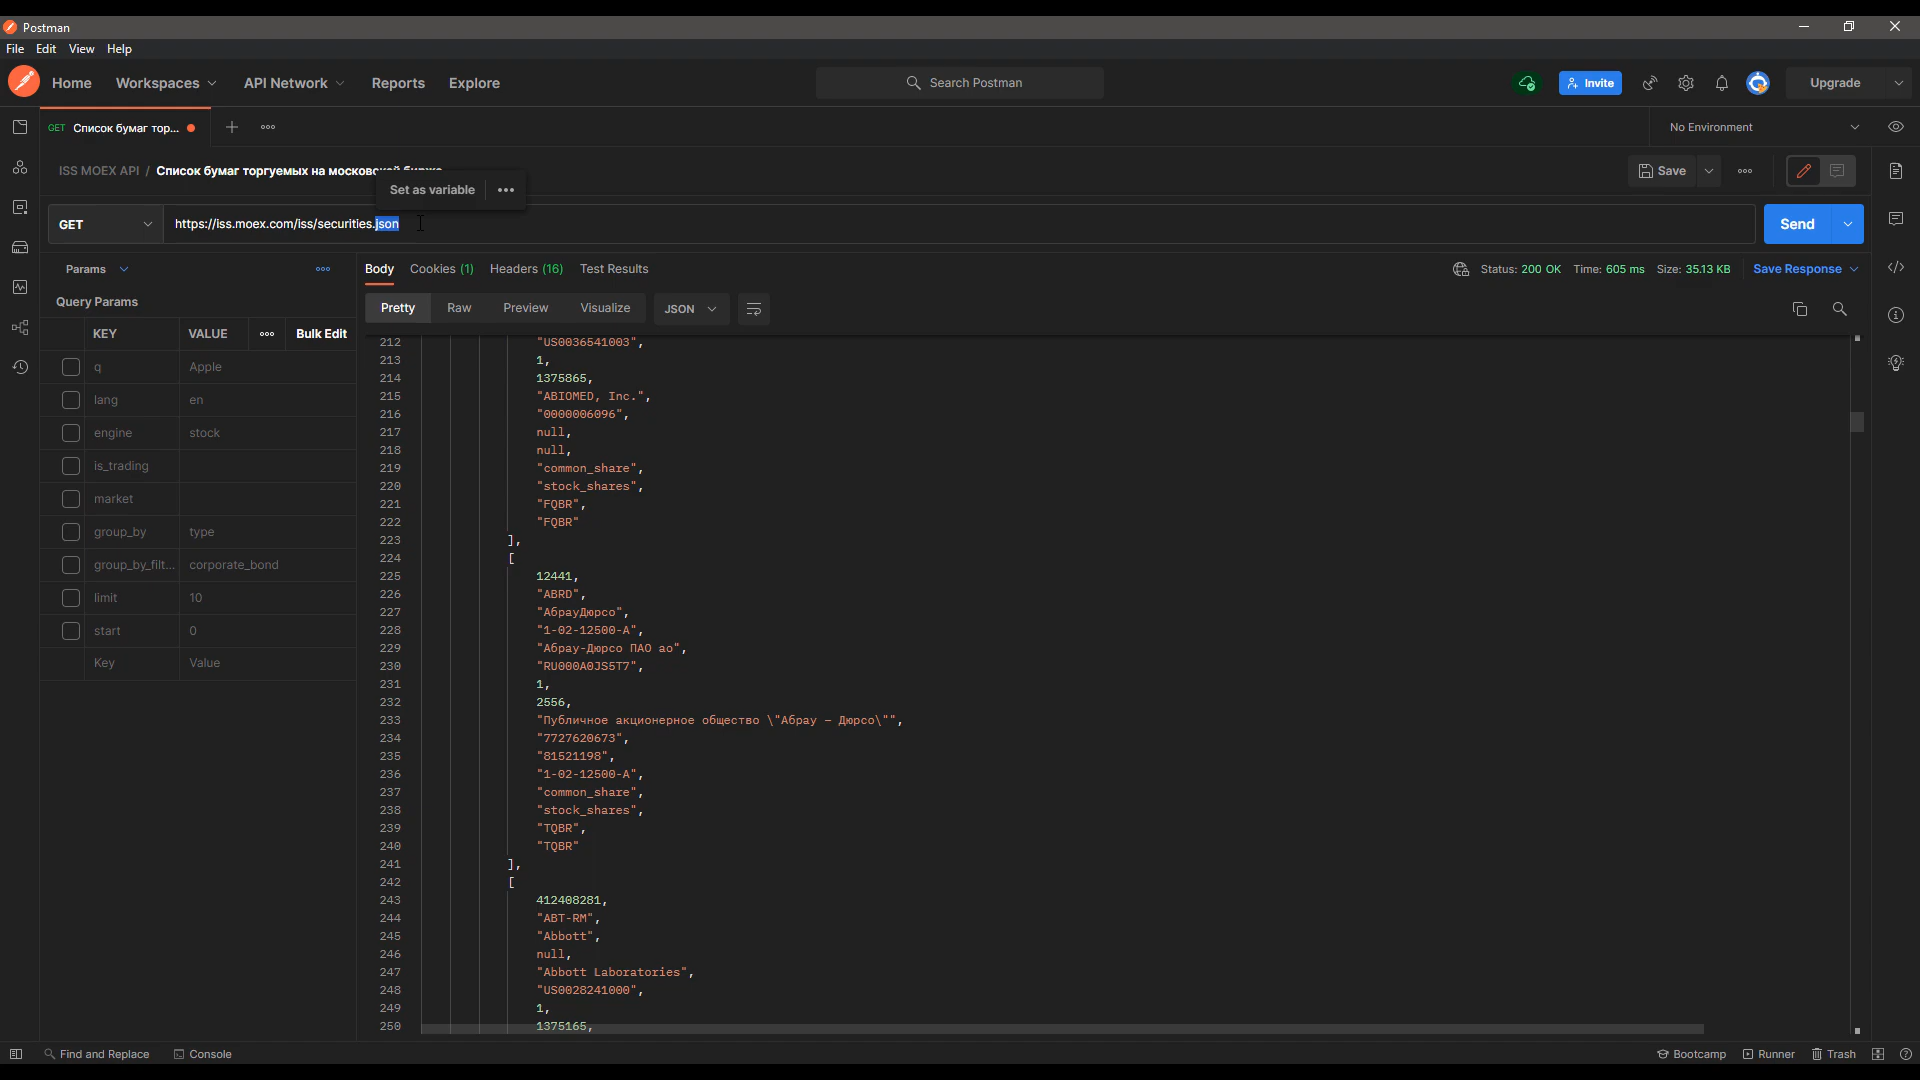 Postman
File Edit View Help
Home Workspaces API Network Reports Explore Search Postman Invite Upgrade
GET Список бумаг тор... No Environment
ISS MOEX API / Список бумаг торгуемых на московской бирже Save
Set as variable
GET https://iss.moex.com/iss/securities.json Send
Params Body Cookies (1) Headers (16) Test Results Status: 200 OK Time: 605 ms Size: 35.13 KB Save Response
Query Params Pretty Raw Preview Visualize JSON
KEY VALUE Bulk Edit
q Apple
lang en
engine stock
is_trading
market
group_by type
group_by_filt... corporate_bond
limit 10
start 0
Key Value
212 "US0036541003",
213 1,
214 1375865,
215 "ABIOMED, Inc.",
216 "0000006096",
217 null,
218 null,
219 "common_share",
220 "stock_shares",
221 "FQBR",
222 "FQBR"
223 ],
224 [
225 12441,
226 "ABRD",
227 "АбрауДюрсо",
228 "1-02-12500-A",
229 "Абрау-Дюрсо ПАО ао",
230 "RU000A0JS5T7",
231 1,
232 2556,
233 "Публичное акционерное общество \"Абрау – Дюрсо\"",
234 "7727620673",
235 "81521198",
236 "1-02-12500-A",
237 "common_share",
238 "stock_shares",
239 "TQBR",
240 "TQBR"
241 ],
242 [
243 412408281,
244 "ABT-RM",
245 "Abbott",
246 null,
247 "Abbott Laboratories",
248 "US0028241000",
249 1,
250 1375165,
Find and Replace Console Bootcamp Runner Trash